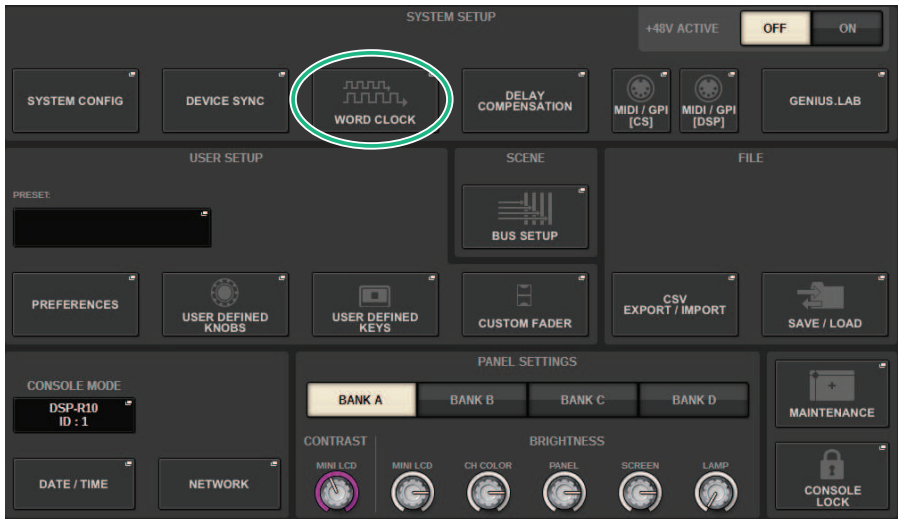 SYSTEM SETUP
+48V ACTIVE
OFF
ON
SYSTEM CONFIG
DEVICE SYNC
WORD CLOCK
DELAY
COMPENSATION
MIDI / GPI
[CS]
MIDI / GPI
[DSP]
GENIUS.LAB
USER SETUP
SCENE
FILE
PRESET:
BUS SETUP
PREFERENCES
USER DEFINED
KNOBS
USER DEFINED
KEYS
CUSTOM FADER
CSV
EXPORT / IMPORT
SAVE / LOAD
PANEL SETTINGS
CONSOLE MODE
DSP-R10
ID : 1
BANK A
BANK B
BANK C
BANK D
MAINTENANCE
CONTRAST
BRIGHTNESS
MINI LCD
MINI LCD
CH COLOR
PANEL
SCREEN
LAMP
DATE / TIME
NETWORK
CONSOLE
LOCK